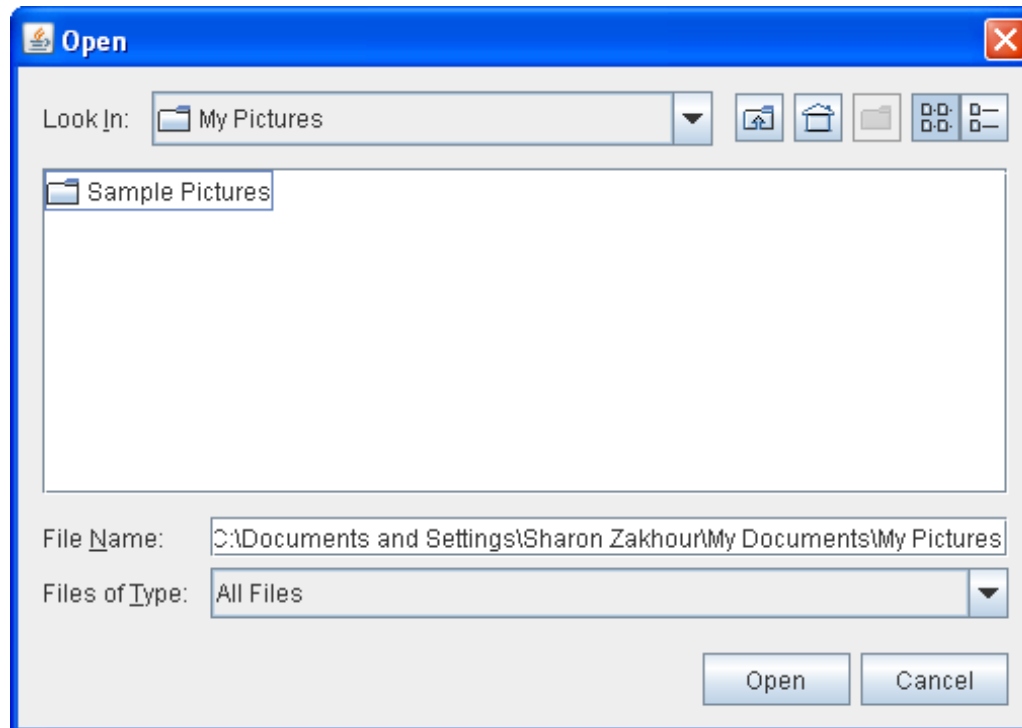 Open
Look In: My Pictures
Sample Pictures
File Name: C:\Documents and Settings\Sharon Zakhour\My Documents\My Pictures
Files of Type: All Files
Open Cancel